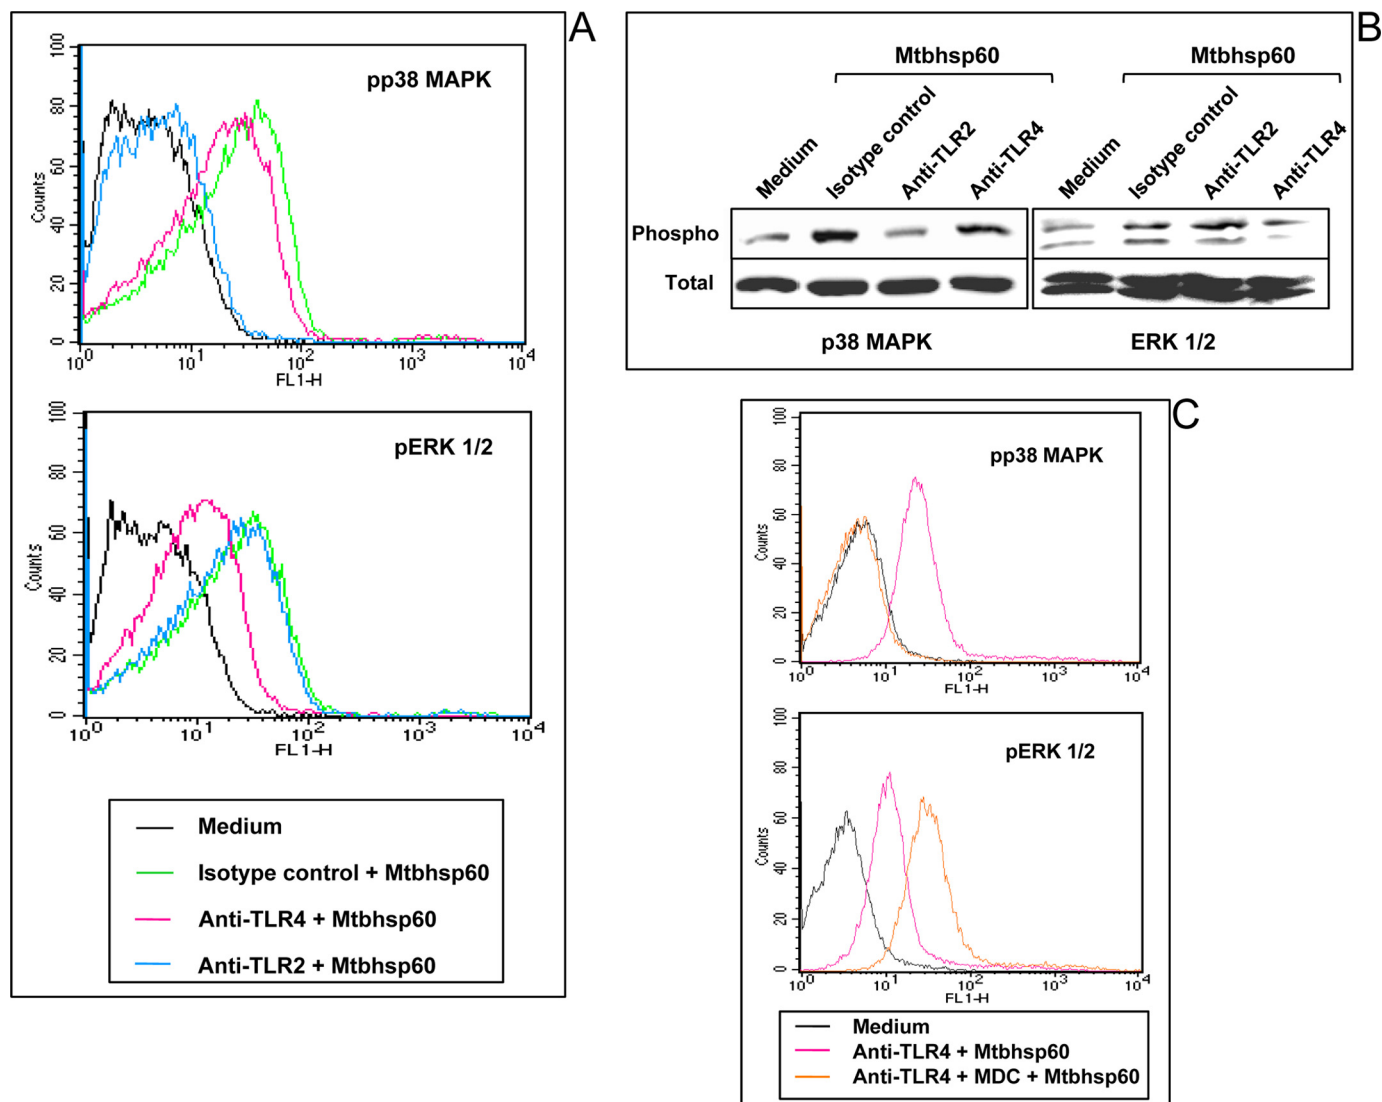 A
pp38 MAPK
Counts
100
80
60
40
20
0
10^0 10^1 10^2 10^3 10^4
FL1-H
pERK 1/2
Counts
100
80
60
40
20
0
10^0 10^1 10^2 10^3 10^4
FL1-H
Medium
Isotype control + Mtbhsp60
Anti-TLR4 + Mtbhsp60
Anti-TLR2 + Mtbhsp60
B
Mtbhsp60 Mtbhsp60
Medium Isotype control Anti-TLR2 Anti-TLR4 Medium Isotype control Anti-TLR2 Anti-TLR4
Phospho
Total
p38 MAPK ERK 1/2
C
pp38 MAPK
Counts
100
80
60
40
20
0
10^0 10^1 10^2 10^3 10^4
FL1-H
pERK 1/2
Counts
100
80
60
40
20
0
10^0 10^1 10^2 10^3 10^4
FL1-H
Medium
Anti-TLR4 + Mtbhsp60
Anti-TLR4 + MDC + Mtbhsp60